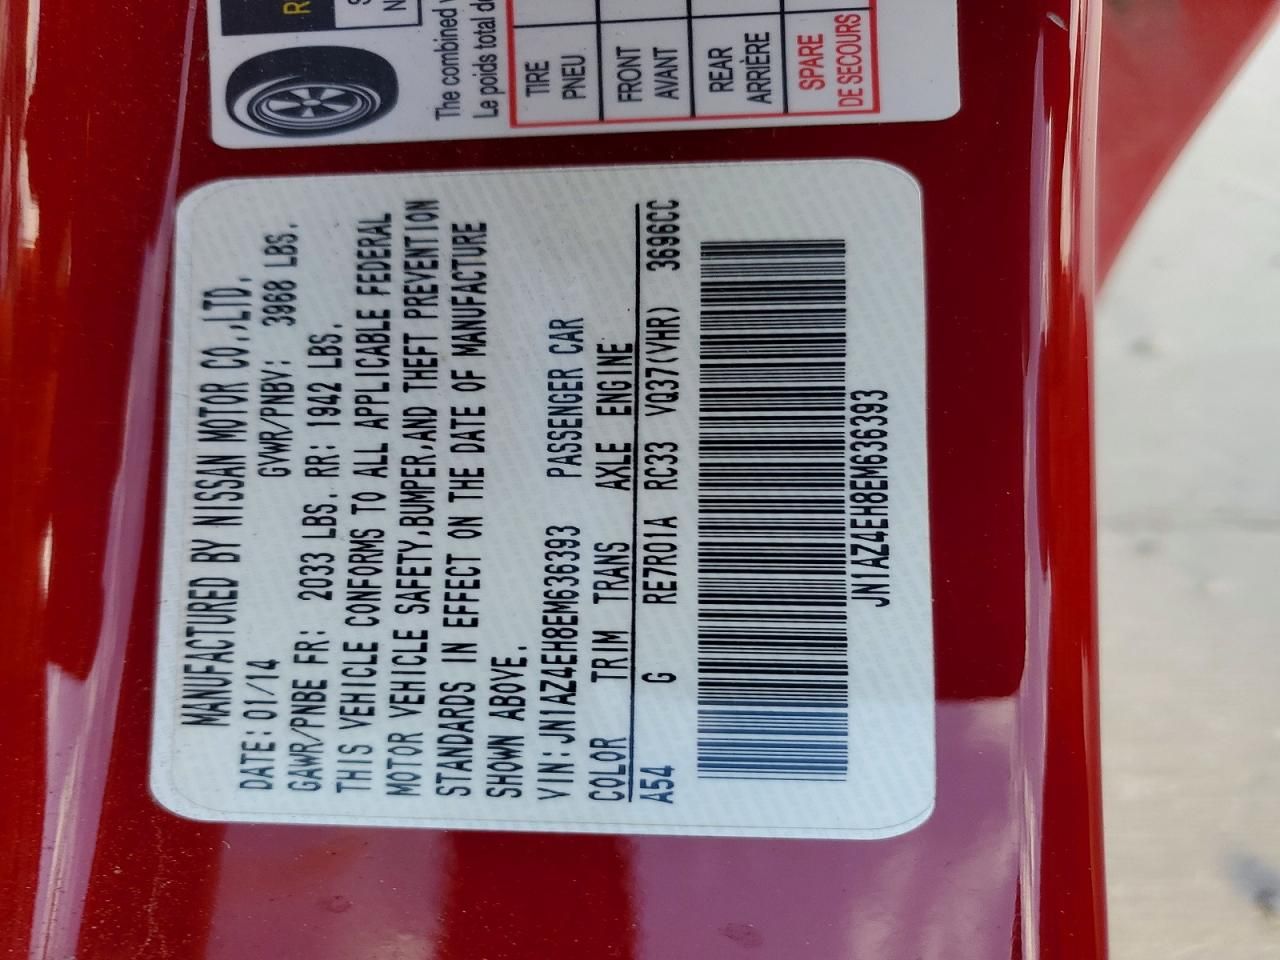 R
S
N
The combined
Le poids total d
TIRE
PNEU
FRONT
AVANT
REAR
ARRIÈRE
SPARE
DE SECOURS
MANUFACTURED BY NISSAN MOTOR CO.,LTD.
DATE: 01/14 GVWR/PNBV: 3968 LBS.
GAWR/PNBE FR: 2033 LBS. RR: 1942 LBS.
THIS VEHICLE CONFORMS TO ALL APPLICABLE FEDERAL
MOTOR VEHICLE SAFETY,BUMPER,AND THEFT PREVENTION
STANDARDS IN EFFECT ON THE DATE OF MANUFACTURE
SHOWN ABOVE.
VIN:JN1AZ4EH8EM636393 PASSENGER CAR
COLOR TRIM TRANS AXLE ENGINE
A54 G RE7R01A RC33 VQ37(VHR) 3696CC
JN1AZ4EH8EM636393